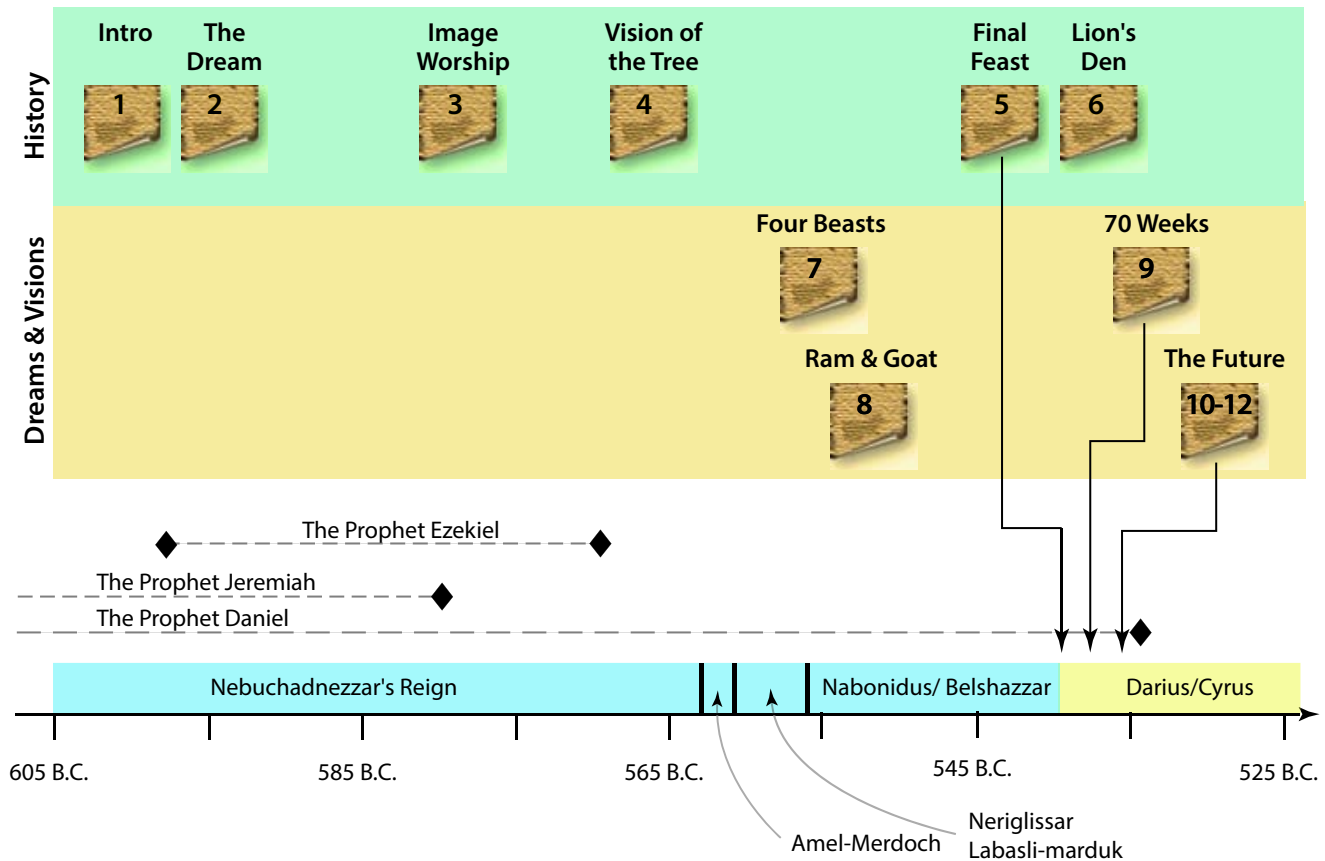 History
Intro
The
Dream
Image
Worship
Vision of
the Tree
Final
Feast
Lion's
Den
1
2
3
4
5
6
Dreams & Visions
Four Beasts
70 Weeks
7
9
Ram & Goat
The Future
8
10-12
The Prophet Ezekiel
The Prophet Jeremiah
The Prophet Daniel
Nebuchadnezzar's Reign
Nabonidus/ Belshazzar
Darius/Cyrus
605 B.C.
585 B.C.
565 B.C.
545 B.C.
525 B.C.
Amel-Merdoch
Neriglissar
Labasli-marduk